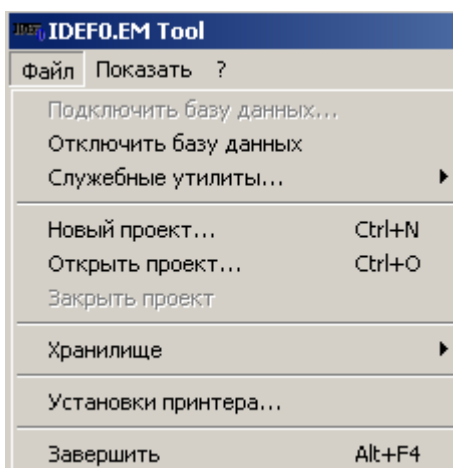 IDEF0.EM Tool
Файл Показать ?
Подключить базу данных...
Отключить базу данных
Служебные утилиты...
Новый проект... Ctrl+N
Открыть проект... Ctrl+O
Закрыть проект
Хранилище
Установки принтера...
Завершить Alt+F4